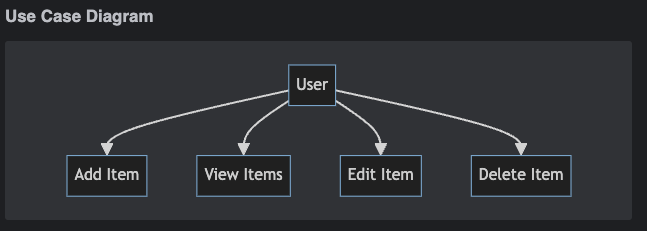 Use Case Diagram
User
Add Item
View Items
Edit Item
Delete Item